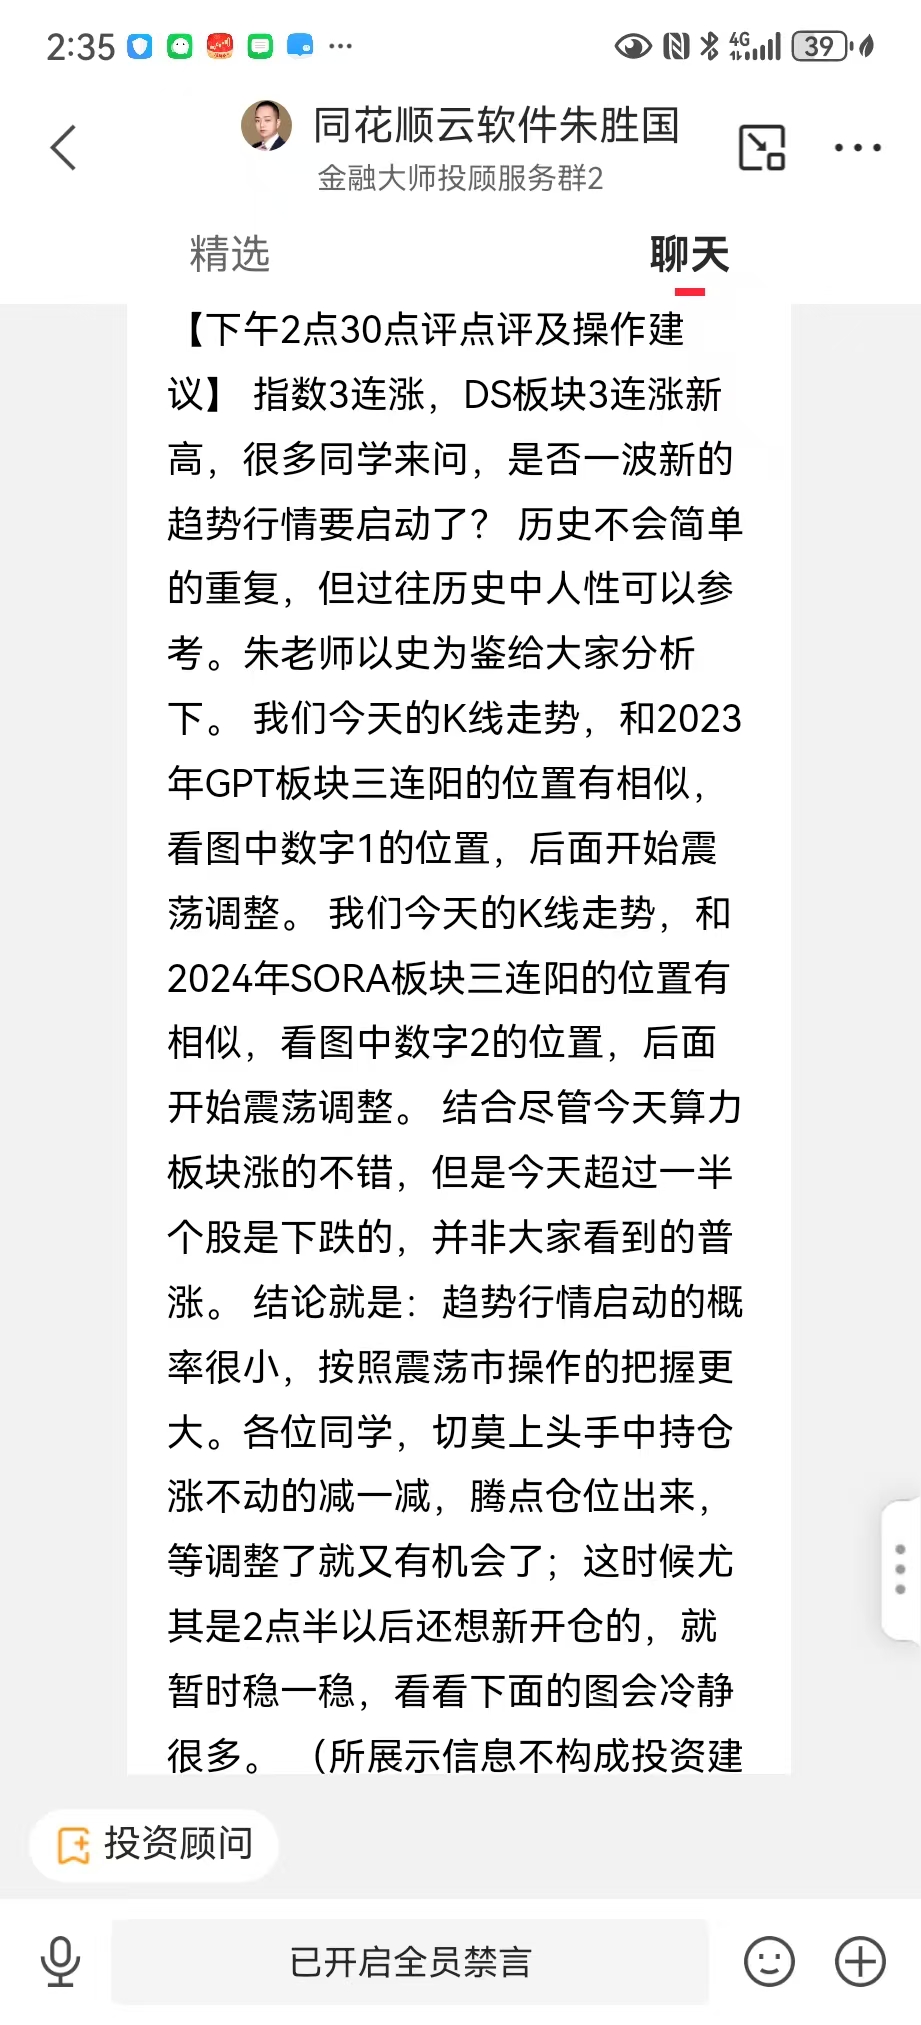 2:35
4G
39
同花顺云软件朱胜国
金融大师投顾服务群2
精选
聊天
【下午2点30点评点评及操作建
议】 指数3连涨，DS板块3连涨新
高，很多同学来问，是否一波新的
趋势行情要启动了？ 历史不会简单
的重复，但过往历史中人性可以参
考。朱老师以史为鉴给大家分析
下。 我们今天的K线走势，和2023
年GPT板块三连阳的位置有相似，
看图中数字1的位置，后面开始震
荡调整。 我们今天的K线走势，和
2024年SORA板块三连阳的位置有
相似，看图中数字2的位置，后面
开始震荡调整。 结合尽管今天算力
板块涨的不错，但是今天超过一半
个股是下跌的，并非大家看到的普
涨。 结论就是：趋势行情启动的概
率很小，按照震荡市操作的把握更
大。各位同学，切莫上头手中持仓
涨不动的减一减，腾点仓位出来，
等调整了就又有机会了；这时候尤
其是2点半以后还想新开仓的，就
暂时稳一稳，看看下面的图会冷静
很多。 （所展示信息不构成投资建
投资顾问
已开启全员禁言